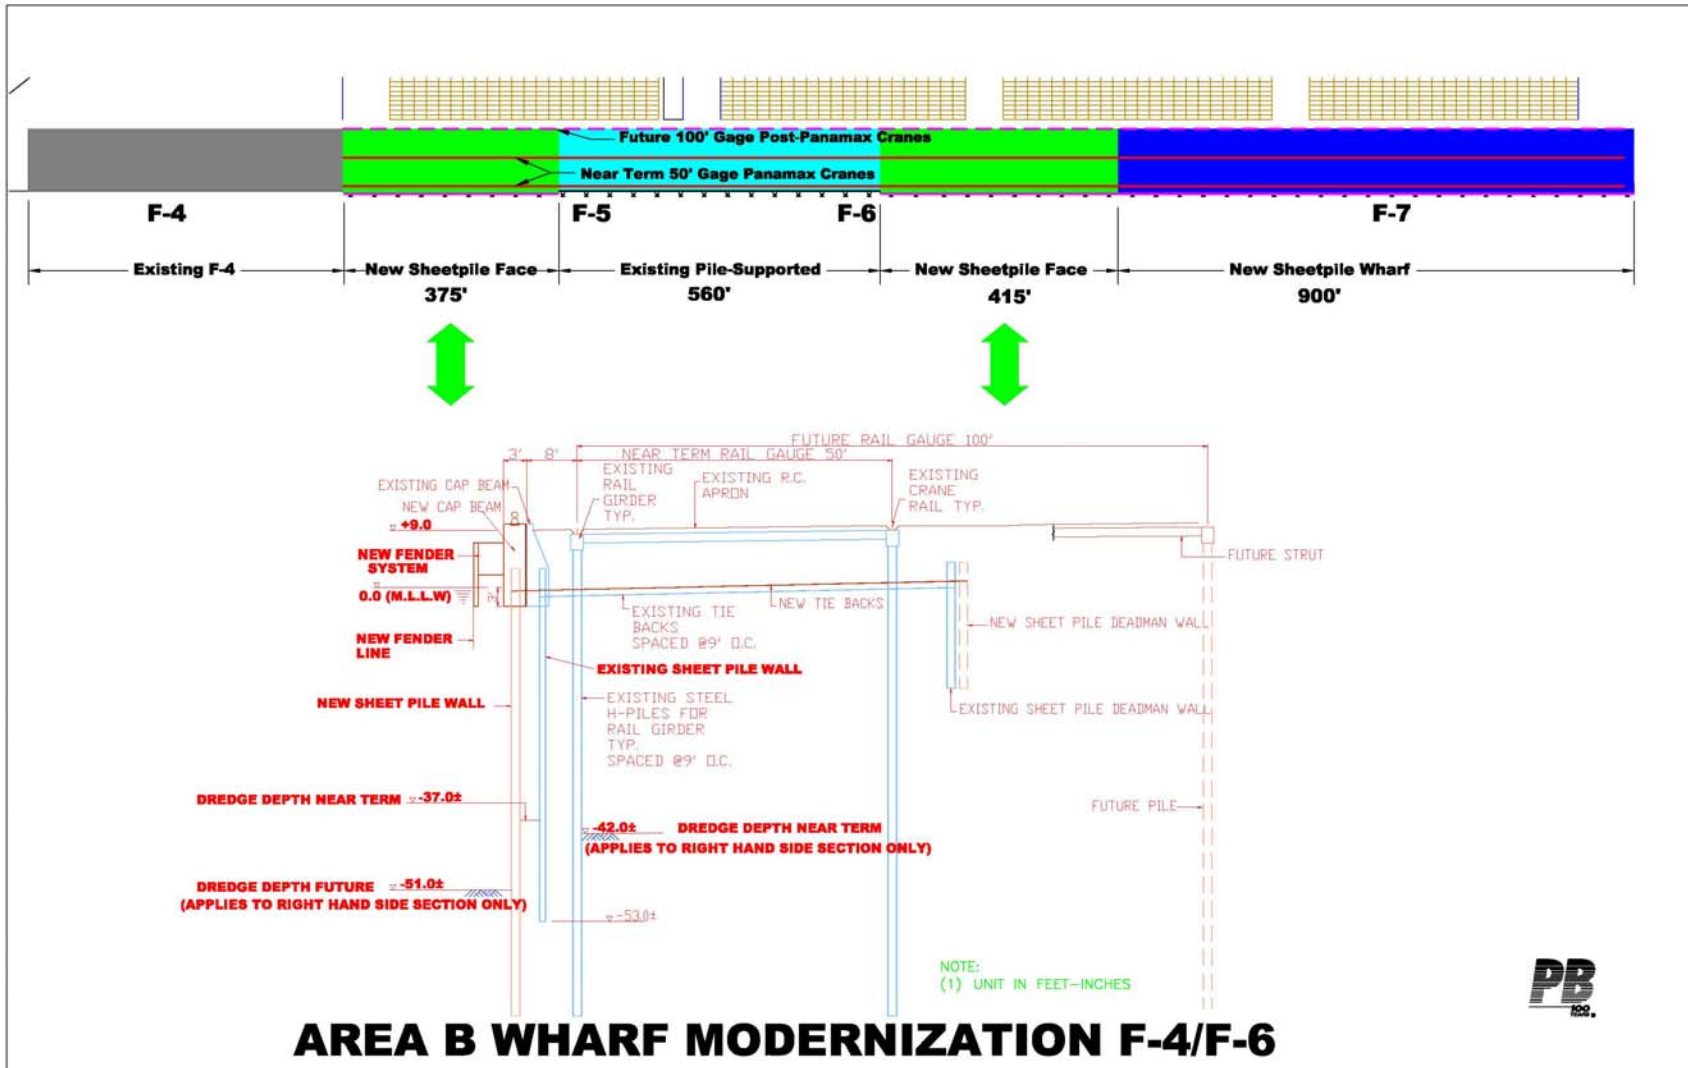 Future 100' Gage Post-Panamax Cranes
Near Term 50' Gage Panamax Cranes
F-4
F-5
F-6
F-7
Existing F-4
New Sheetpile Face
Existing Pile-Supported
New Sheetpile Face
New Sheetpile Wharf
375'
560'
415'
900'
FUTURE RAIL GAUGE 100'
3'
8'
NEAR TERM RAIL GAUGE 50'
EXISTING
RAIL
GIRDER
TYP.
EXISTING R.C.
APRON
EXISTING
CRANE
RAIL TYP.
EXISTING CAP BEAM
NEW CAP BEAM
+9.0
NEW FENDER
SYSTEM
FUTURE STRUT
0.0 (M.L.L.W)
3'
NEW TIE BACKS
EXISTING TIE
BACKS
SPACED @9' O.C.
NEW SHEET PILE DEADMAN WALL
NEW FENDER
LINE
EXISTING SHEET PILE WALL
NEW SHEET PILE WALL
EXISTING STEEL
H-PILES FOR
RAIL GIRDER
TYP.
SPACED @9' O.C.
EXISTING SHEET PILE DEADMAN WALL
DREDGE DEPTH NEAR TERM -37.0±
FUTURE PILE
-42.0± DREDGE DEPTH NEAR TERM
(APPLIES TO RIGHT HAND SIDE SECTION ONLY)
DREDGE DEPTH FUTURE -51.0±
(APPLIES TO RIGHT HAND SIDE SECTION ONLY)
-53.0±
NOTE:
(1) UNIT IN FEET-INCHES
PB
100
YEARS
AREA B WHARF MODERNIZATION F-4/F-6